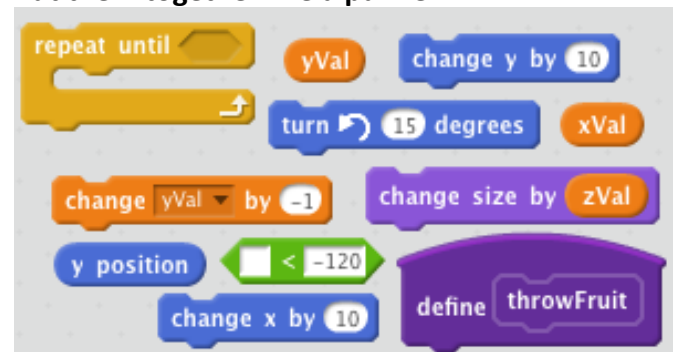 repeat until
yVal
change y by 10
turn 15 degrees
xVal
change yVal by -1
change size by zVal
y position
< -120
define throwFruit
change x by 10